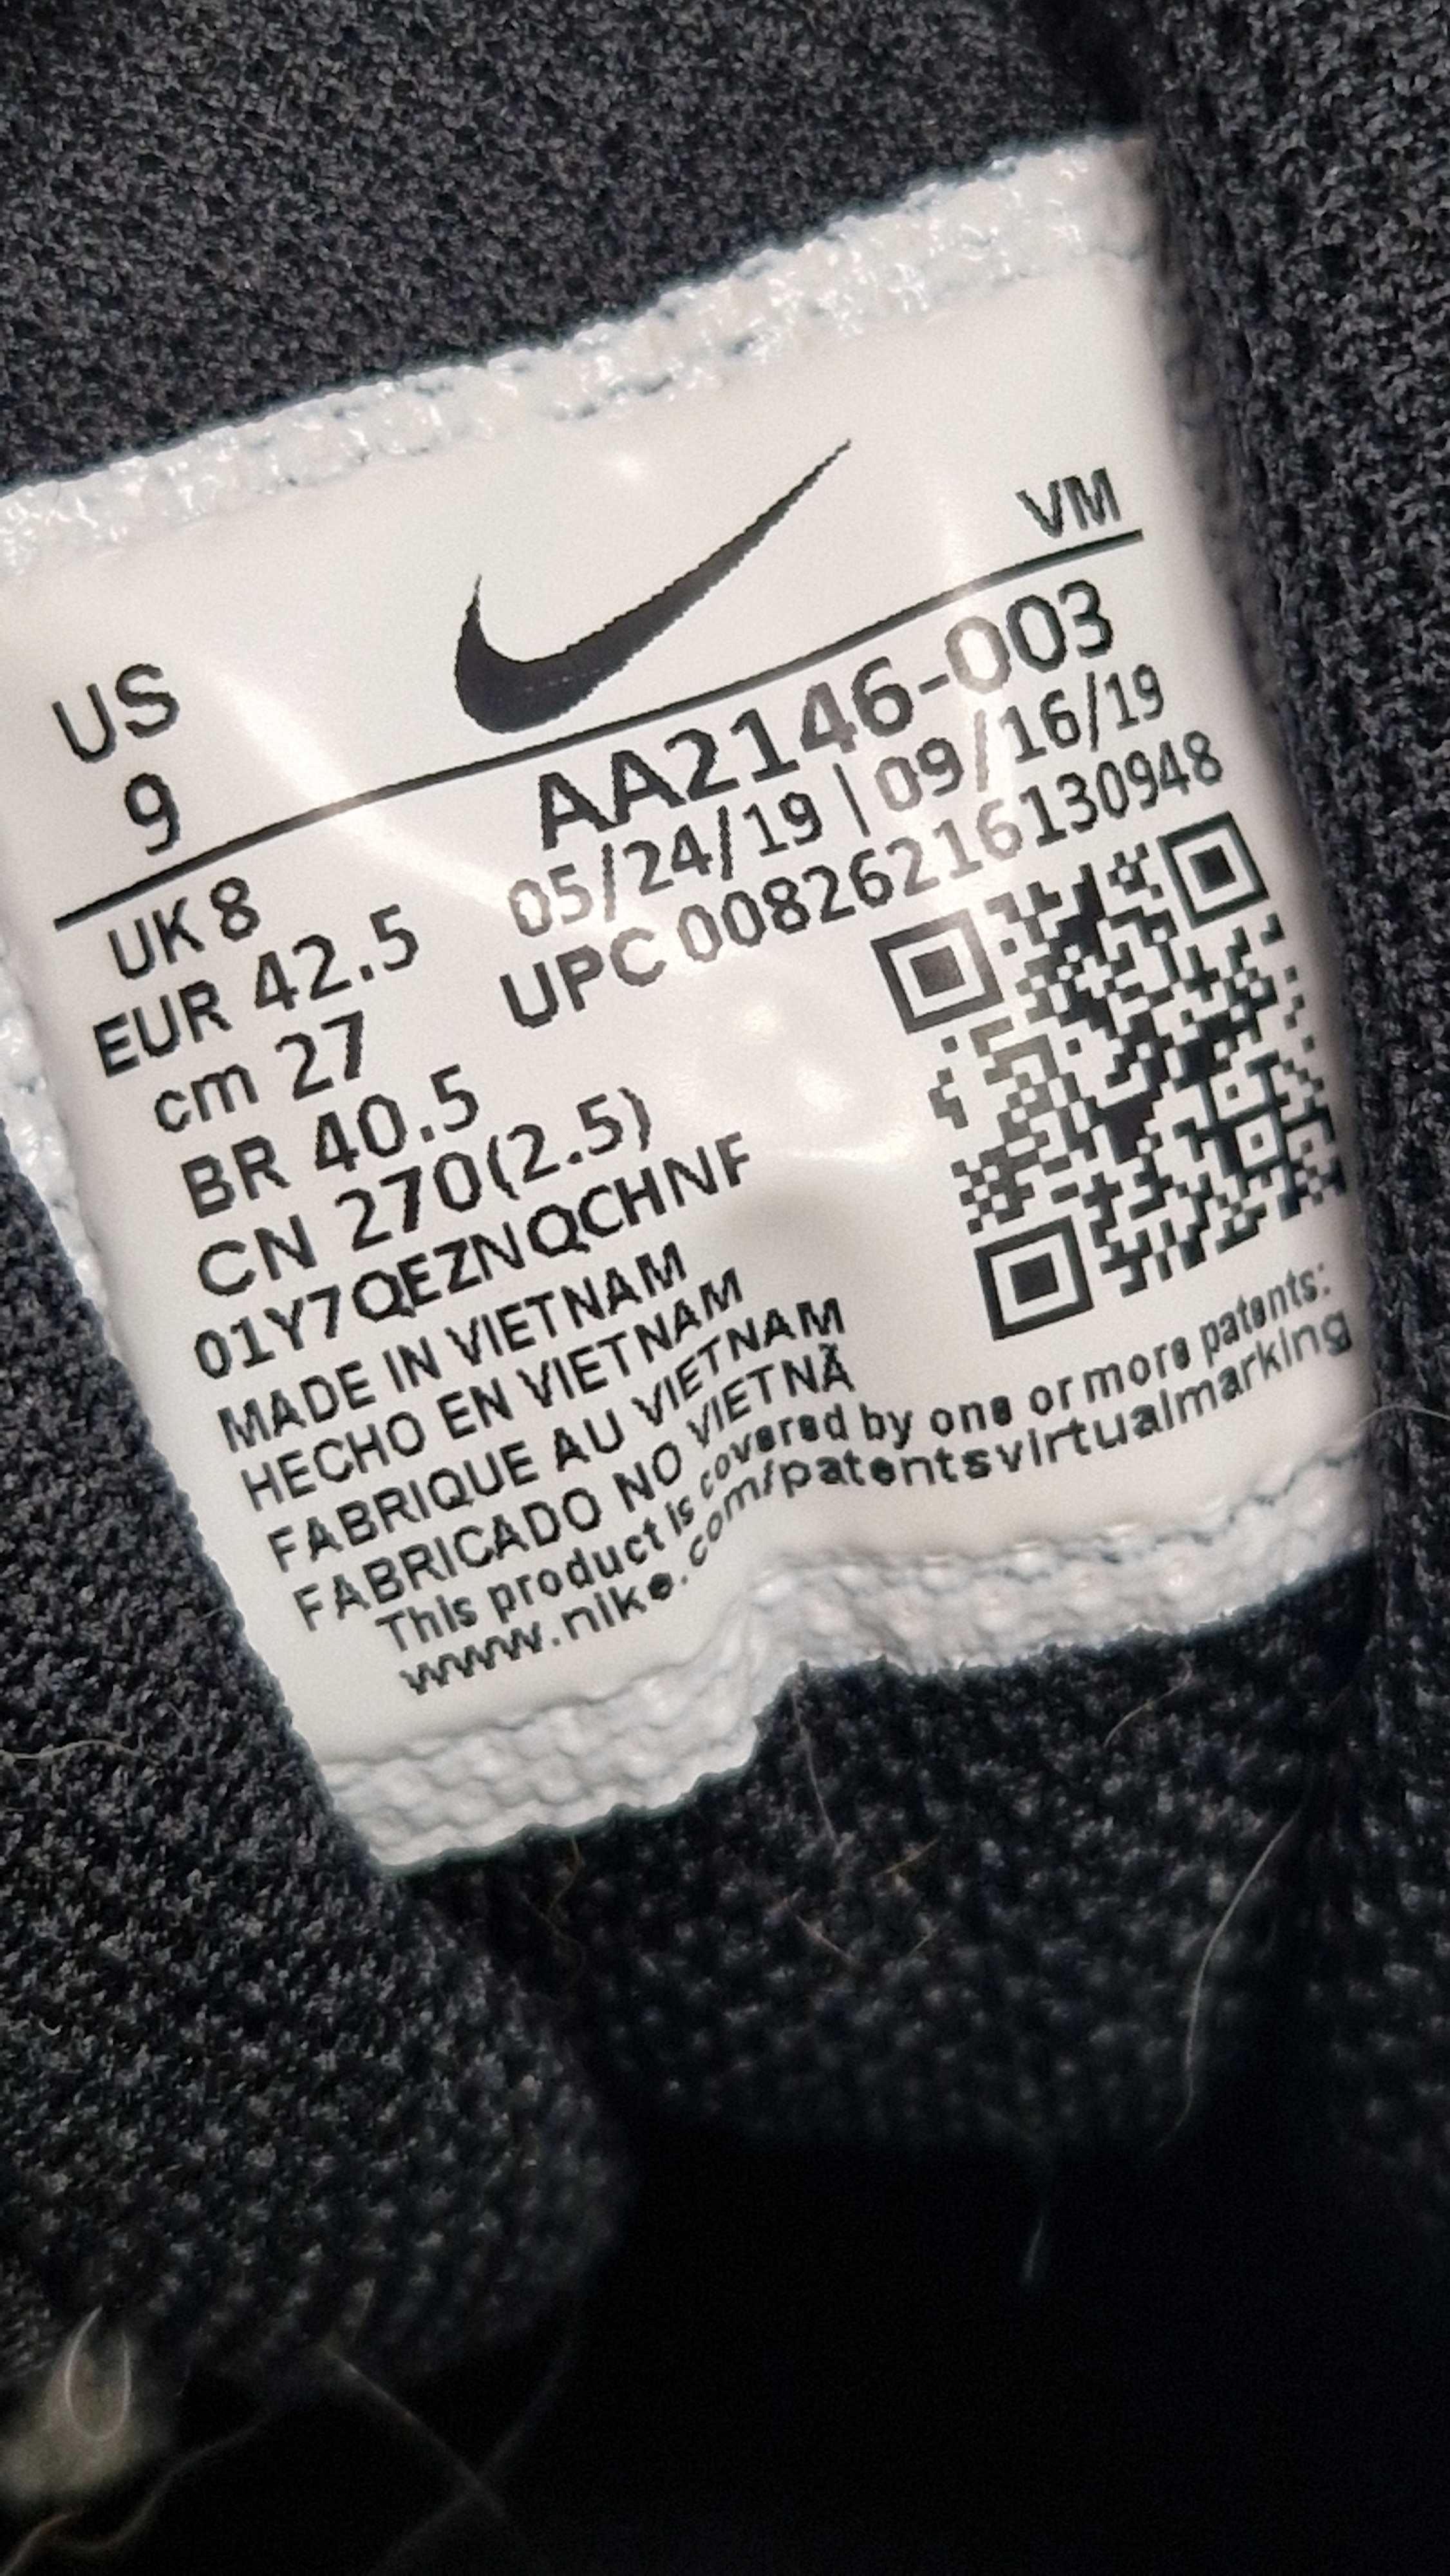 VM
US
9
AA2146-003
05/24/19 | 09/16/19
UPC 00826216130948
UK 8
EUR 42.5
cm 27
BR 40.5
CN 270(2.5)
01Y7QEZNQCHNF
MADE IN VIETNAM
HECHO EN VIETNAM
FABRIQUE AU VIETNAM
FABRICADO NO VIETNÃ
This product is covered by one or more patents:
www.nike.com/patentsvirtualmarking